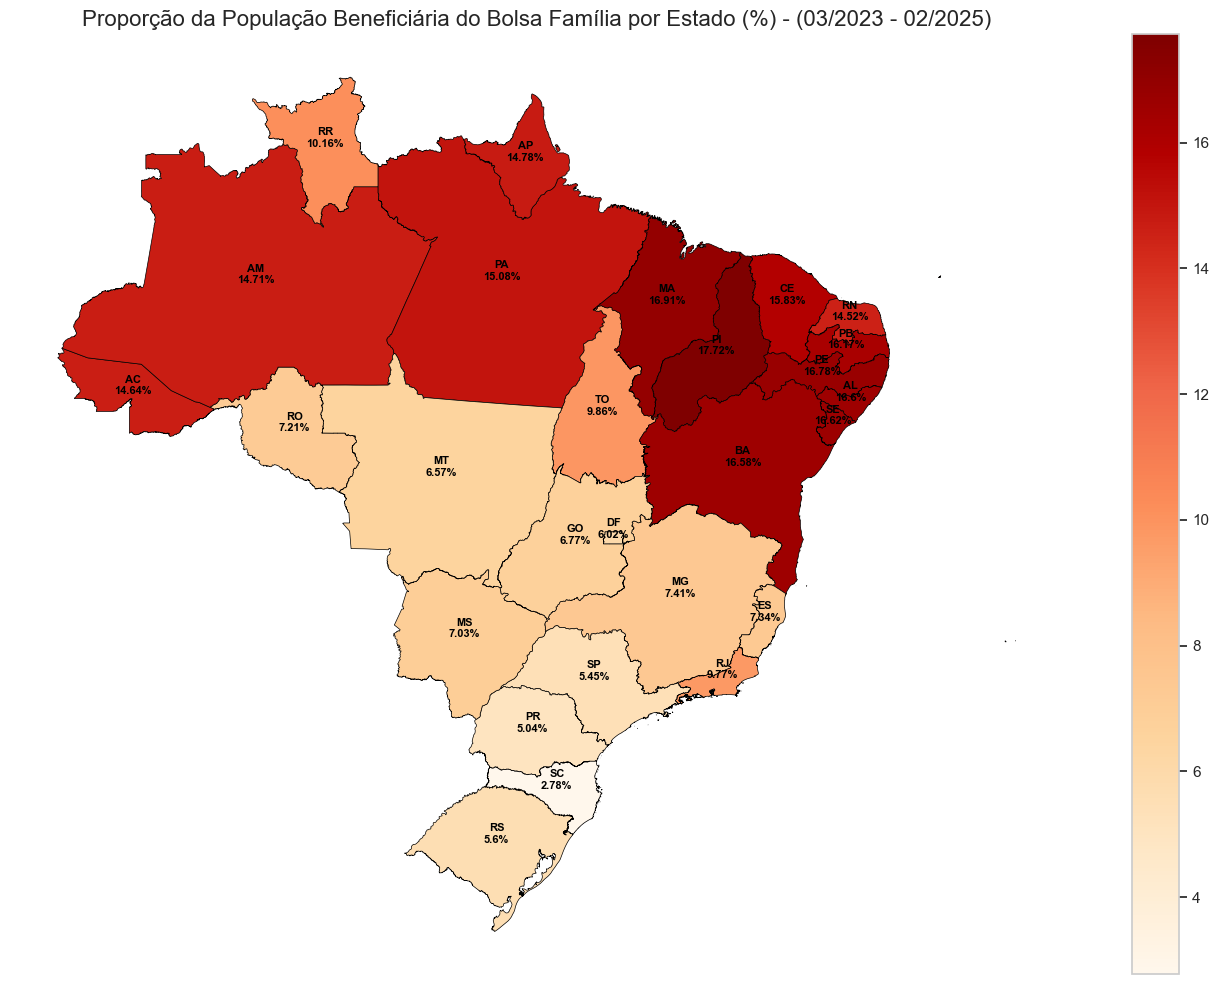 Proporção da População Beneficiária do Bolsa Família por Estado (%) - (03/2023 - 02/2025)
RR
10.16%
AP
14.78%
AM
14.71%
PA
15.08%
MA
16.91%
CE
15.83%
RN
14.52%
PI
17.72%
PB
16.17%
PE
16.78%
AC
14.64%
AL
16.6%
TO
9.86%
RO
7.21%
SE
16.62%
MT
6.57%
BA
16.58%
GO
6.77%
DF
6.02%
MG
7.41%
ES
7.34%
MS
7.03%
SP
5.45%
RJ
9.77%
PR
5.04%
SC
2.78%
RS
5.6%
16
14
12
10
8
6
4